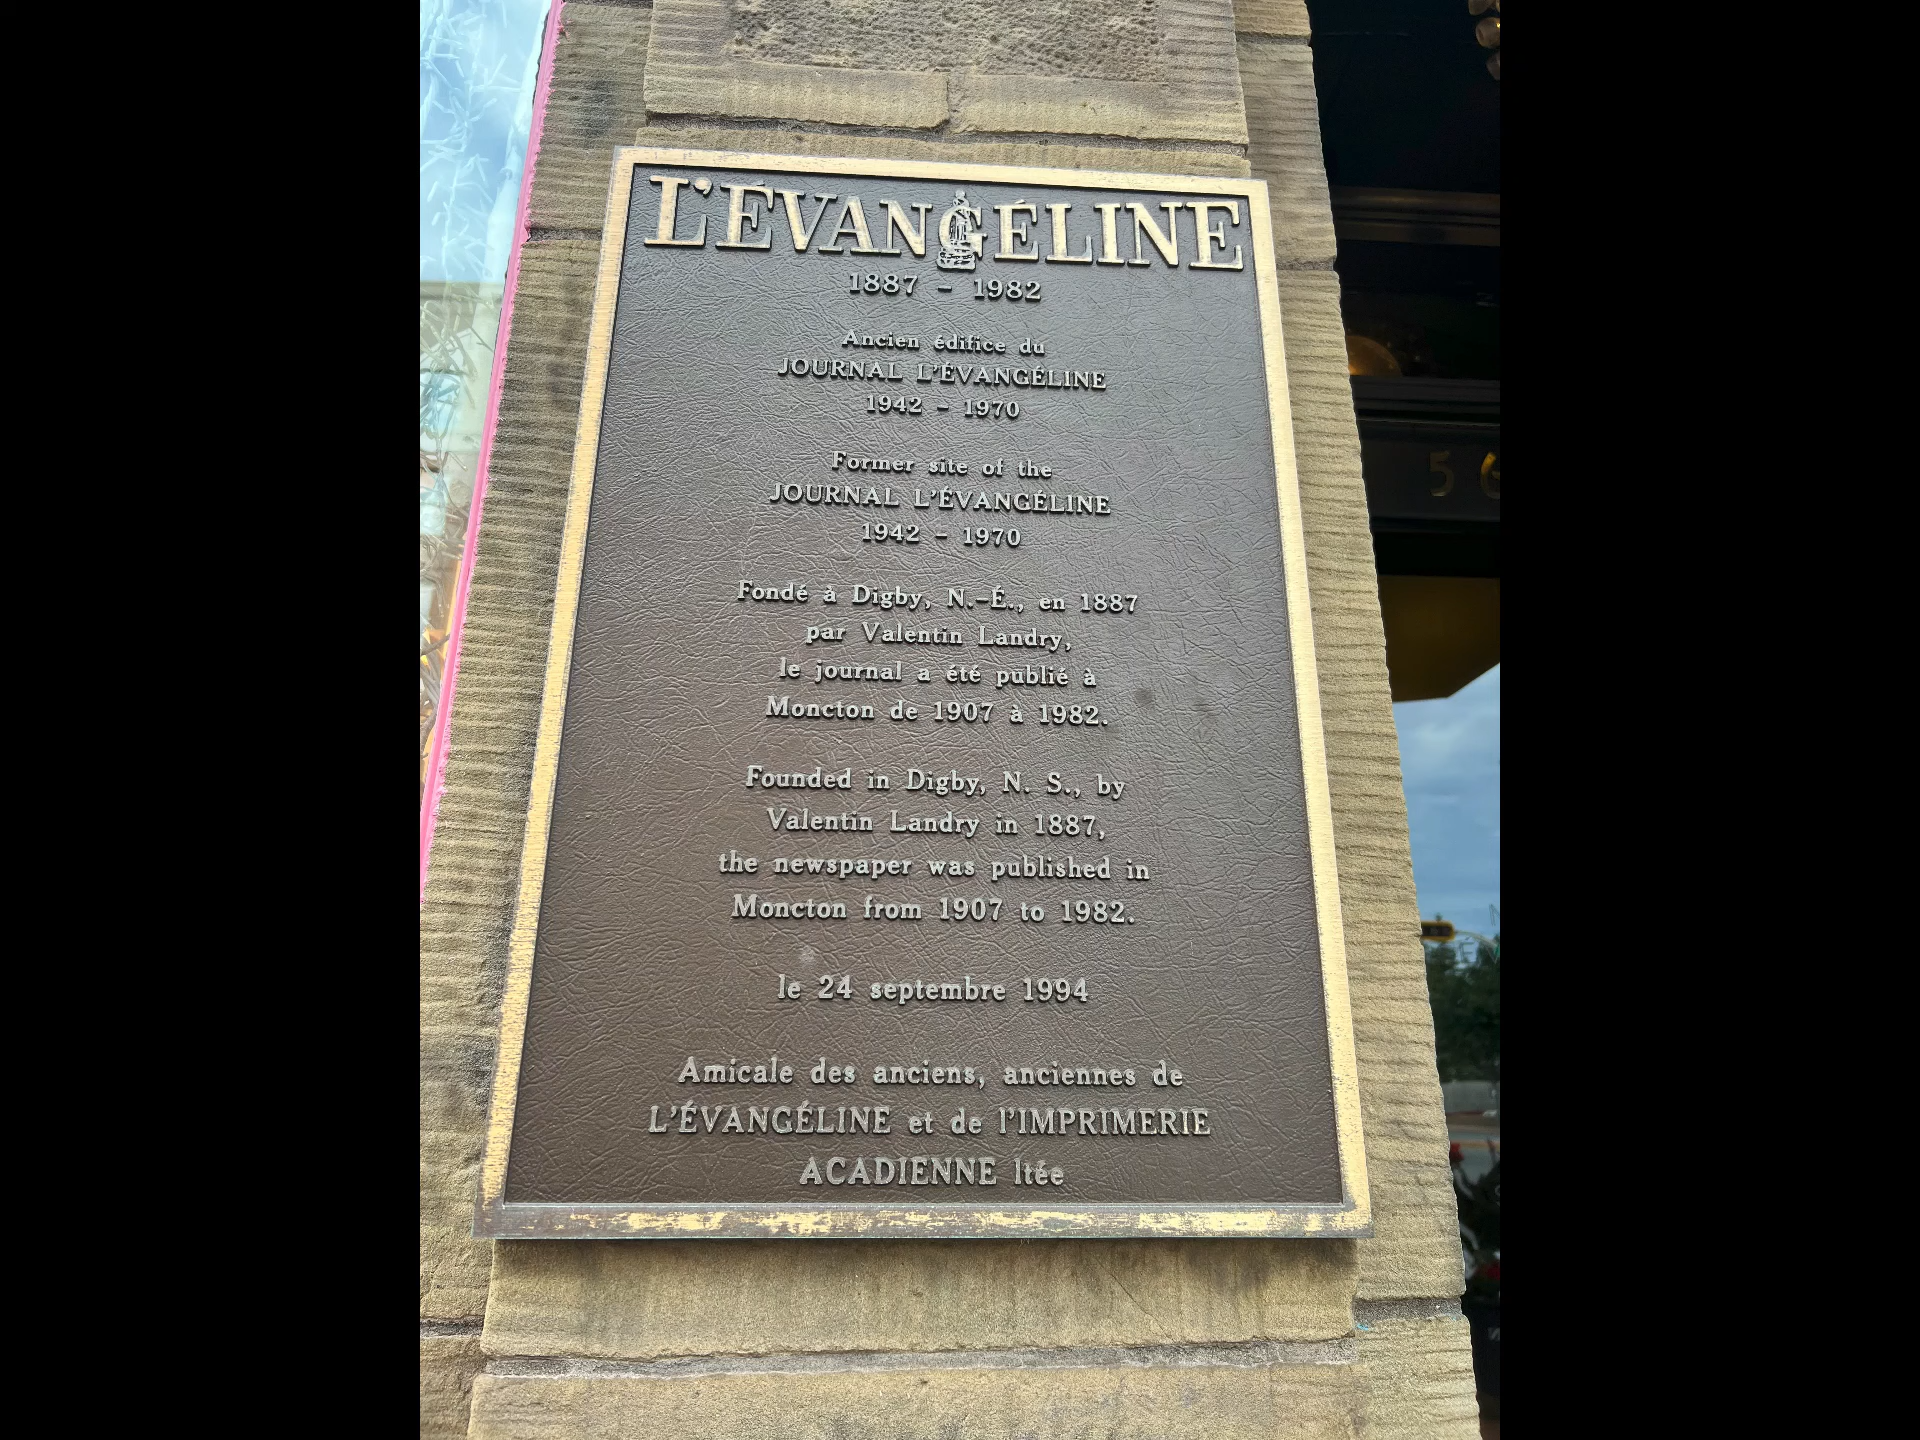 L'ÉVANGÉLINE
1887 - 1982
Ancien édifice du
JOURNAL L'ÉVANGÉLINE
1942 - 1970
Former site of the
JOURNAL L'ÉVANGÉLINE
1942 - 1970
Fondé à Digby, N.-É., en 1887
par Valentin Landry,
le journal a été publié à
Moncton de 1907 à 1982.
Founded in Digby, N. S., by
Valentin Landry in 1887,
the newspaper was published in
Moncton from 1907 to 1982.
le 24 septembre 1994
Amicale des anciens, anciennes de
L'ÉVANGÉLINE et de l'IMPRIMERIE
ACADIENNE ltée
56